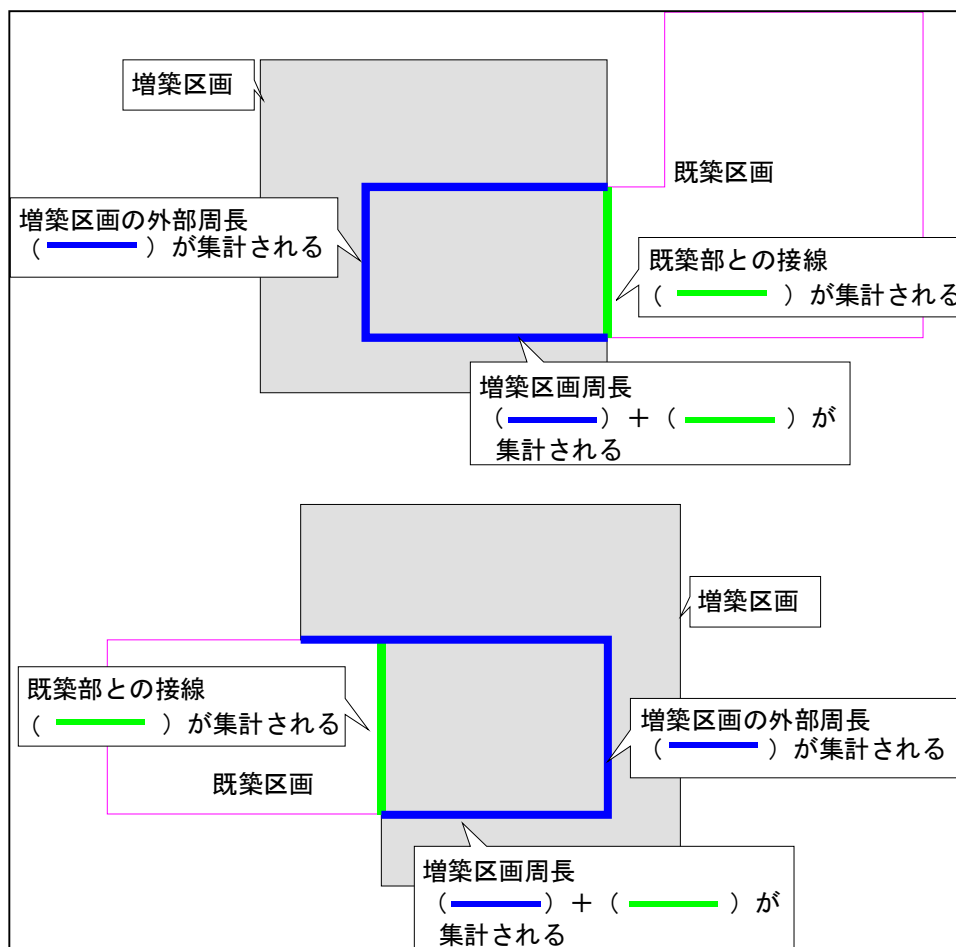 増築区画
既築区画
増築区画の外部周長
（　　　）が集計される
既築部との接線
（　　　）が集計される
増築区画周長
（　　　）＋（　　　）が
集計される
増築区画
既築部との接線
（　　　）が集計される
増築区画の外部周長
（　　　）が集計される
既築区画
増築区画周長
（　　　）＋（　　　）が
集計される